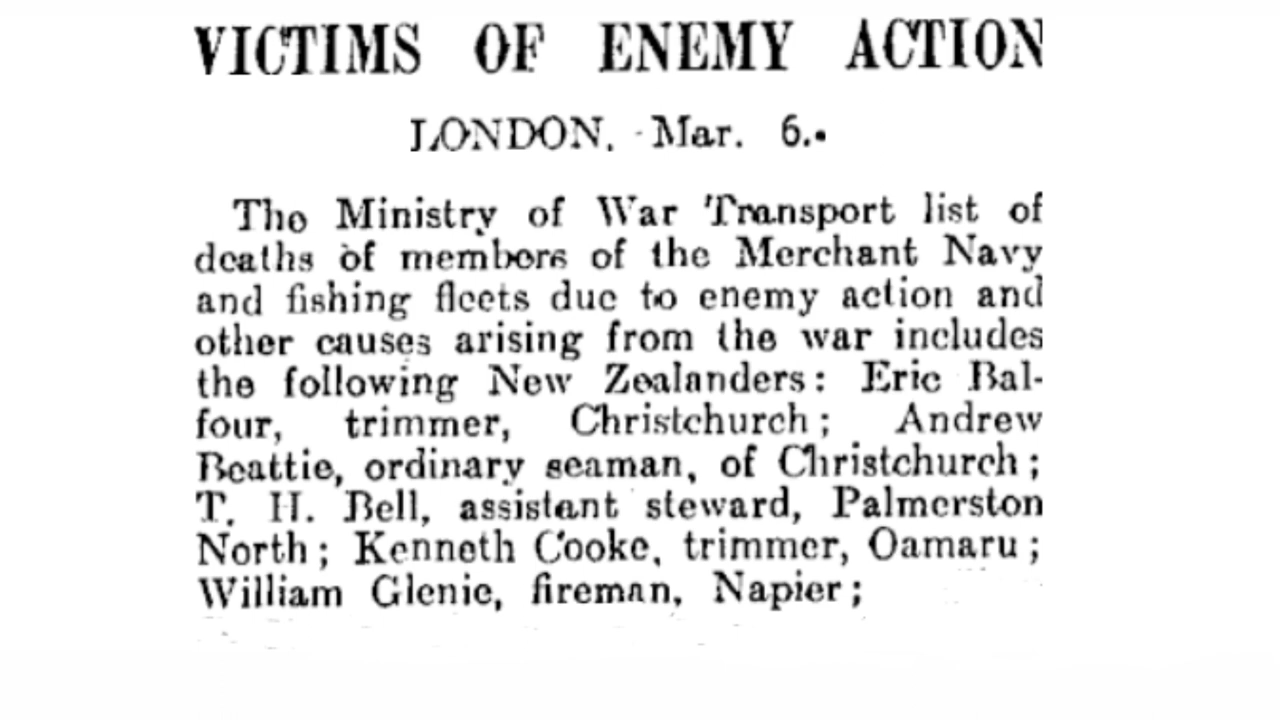 VICTIMS OF ENEMY ACTION
LONDON, Mar. 6.
The Ministry of War Transport list of
deaths of members of the Merchant Navy
and fishing fleets due to enemy action and
other causes arising from the war includes
the following New Zealanders: Eric Bal-
four, trimmer, Christchurch; Andrew
Beattie, ordinary seaman, of Christchurch;
T. H. Bell, assistant steward, Palmerston
North; Kenneth Cooke, trimmer, Oamaru;
William Glenie, fireman, Napier;